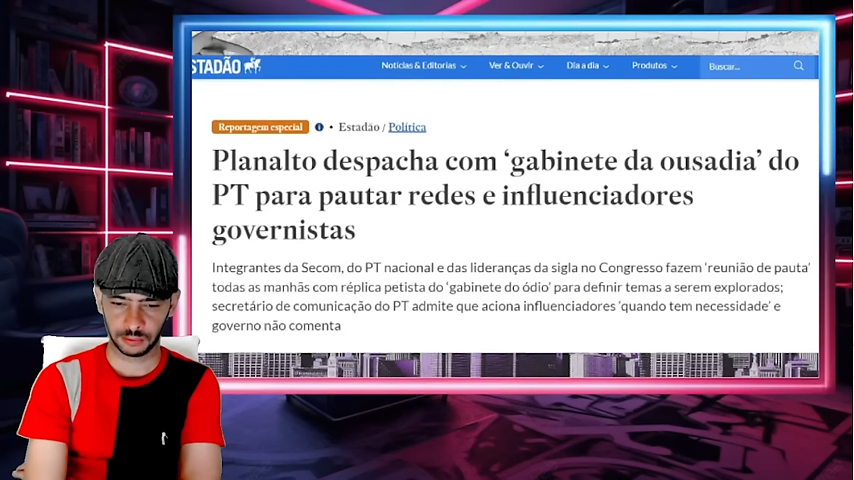 STADÃO
Notícias & Editorias
Ver & Ouvir
Dia a dia
Produtos
Buscar...
Reportagem especial
• Estadão / Política
Planalto despacha com ‘gabinete da ousadia’ do
PT para pautar redes e influenciadores
governistas
Integrantes da Secom, do PT nacional e das lideranças da sigla no Congresso fazem ‘reunião de pauta’
todas as manhãs com réplica petista do ‘gabinete do ódio’ para definir temas a serem explorados;
secretário de comunicação do PT admite que aciona influenciadores ‘quando tem necessidade’ e
governo não comenta